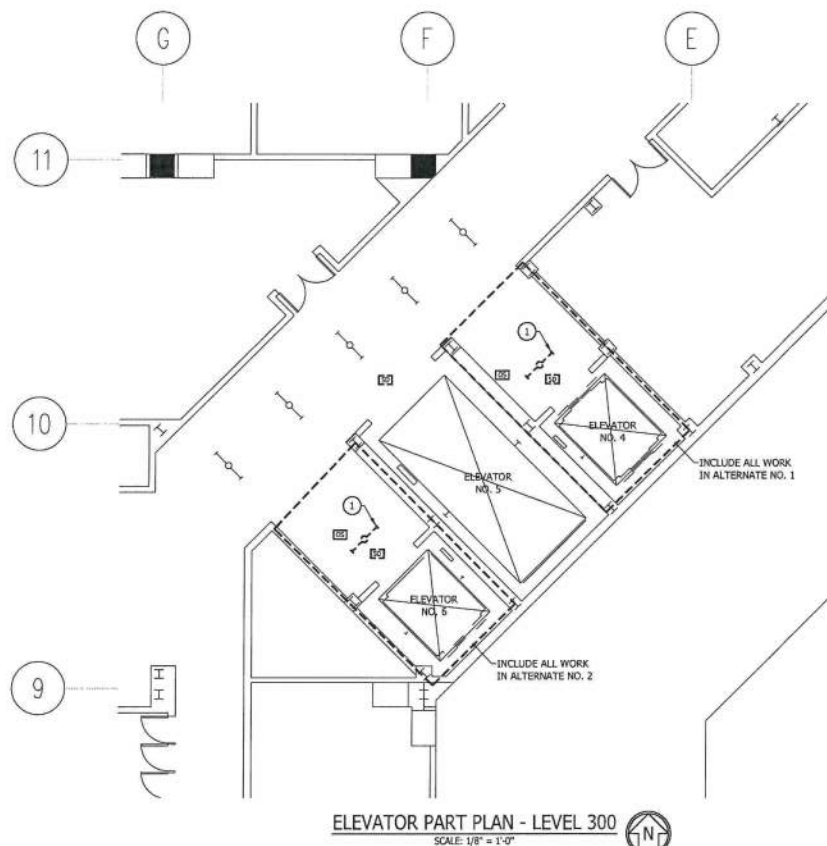 G
F
E
11
1
10
ELEVATOR
NO. 4
INCLUDE ALL WORK
IN ALTERNATE NO. 1
ELEVATOR
NO. 5
1
ELEVATOR
NO. 6
INCLUDE ALL WORK
IN ALTERNATE NO. 2
9
ELEVATOR PART PLAN - LEVEL 300
SCALE: 1/8" = 1'-0"
N